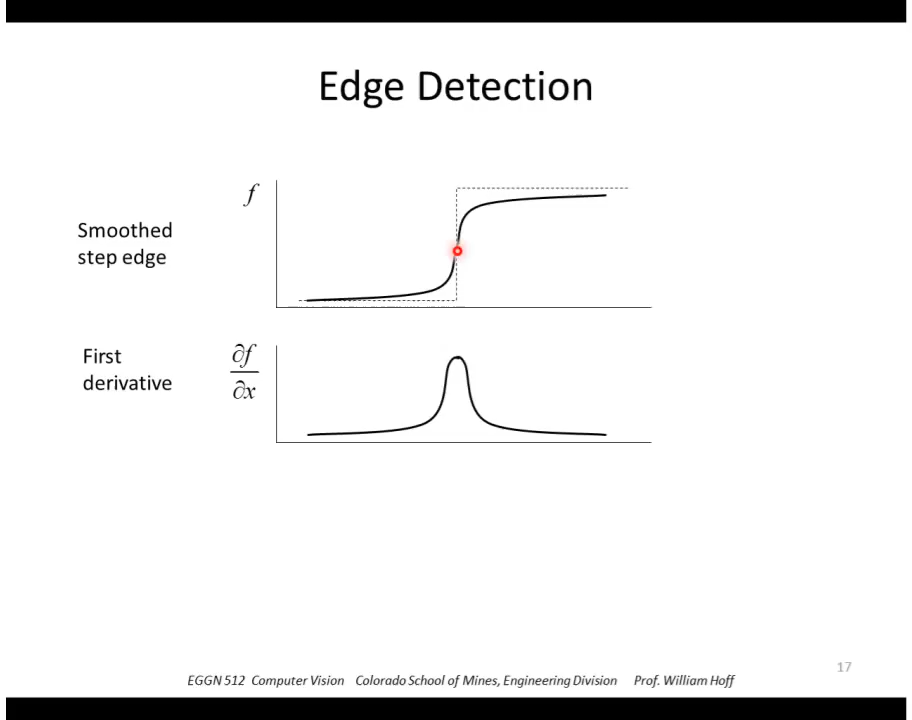 Edge Detection
f
Smoothed
step edge
First
derivative
∂f
∂x
17
EGGN 512 Computer Vision Colorado School of Mines, Engineering Division Prof. William Hoff